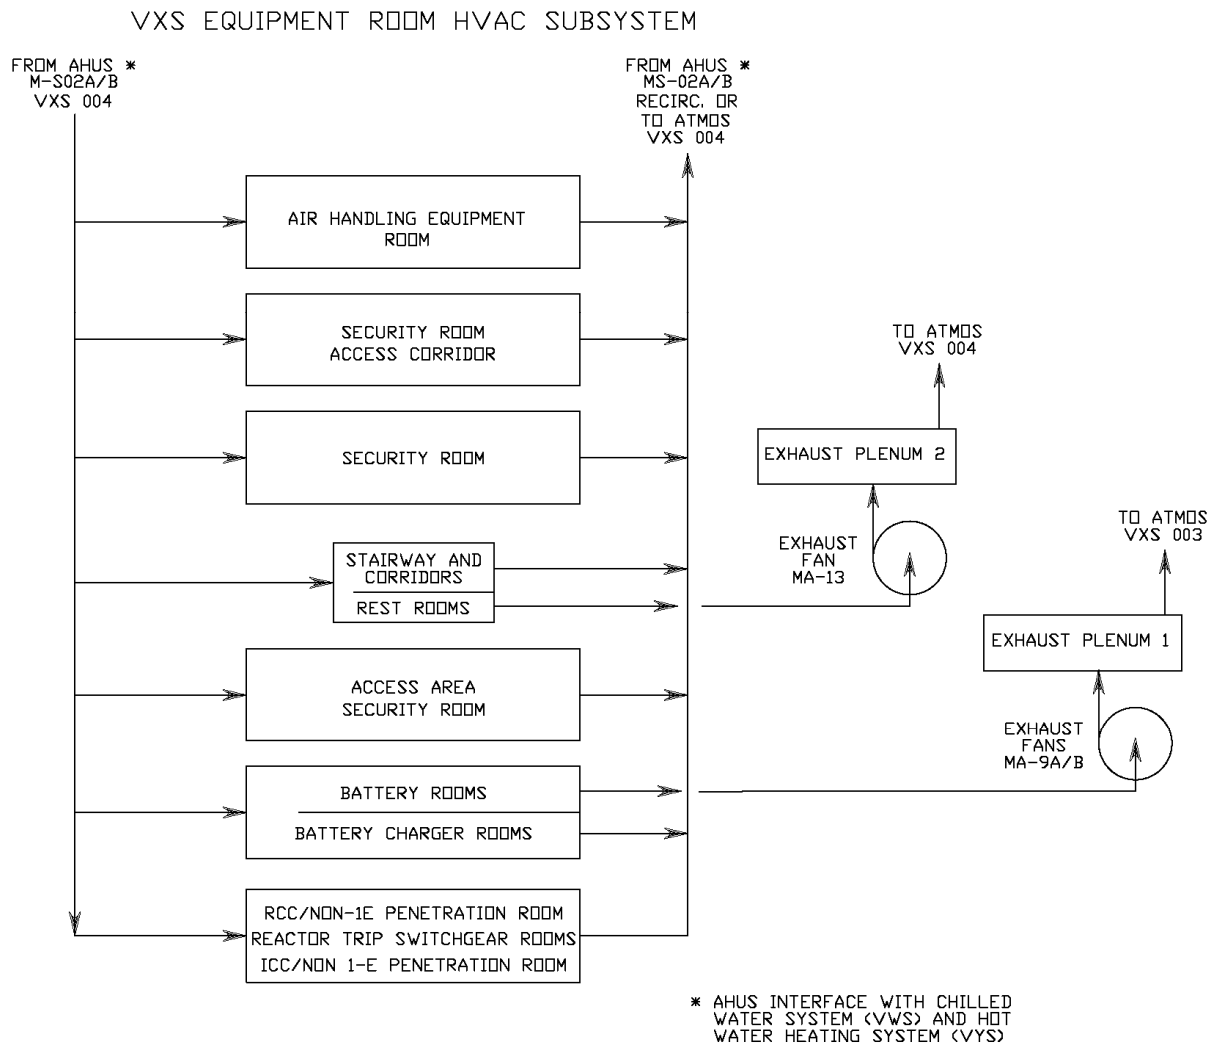 VXS EQUIPMENT ROOM HVAC SUBSYSTEM
FROM AHUS *
M-S02A/B
VXS 004
FROM AHUS *
MS-02A/B
RECIRC. OR
TO ATMOS
VXS 004
AIR HANDLING EQUIPMENT
ROOM
SECURITY ROOM
ACCESS CORRIDOR
TO ATMOS
VXS 004
SECURITY ROOM
EXHAUST PLENUM 2
EXHAUST
FAN
MA-13
TO ATMOS
VXS 003
STAIRWAY AND
CORRIDORS
REST ROOMS
EXHAUST PLENUM 1
ACCESS AREA
SECURITY ROOM
EXHAUST
FANS
MA-9A/B
BATTERY ROOMS
BATTERY CHARGER ROOMS
RCC/NON-1E PENETRATION ROOM
REACTOR TRIP SWITCHGEAR ROOMS
ICC/NON 1-E PENETRATION ROOM
* AHUS INTERFACE WITH CHILLED
WATER SYSTEM (VWS) AND HOT
WATER HEATING SYSTEM (VYS)